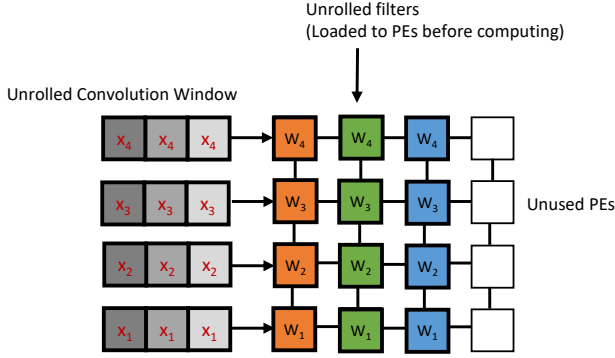 Unrolled filters
(Loaded to PEs before computing)
Unrolled Convolution Window
x4 x4 x4 W4 W4 W4
x3 x3 x3 W3 W3 W3
Unused PEs
x2 x2 x2 W2 W2 W2
x1 x1 x1 W1 W1 W1